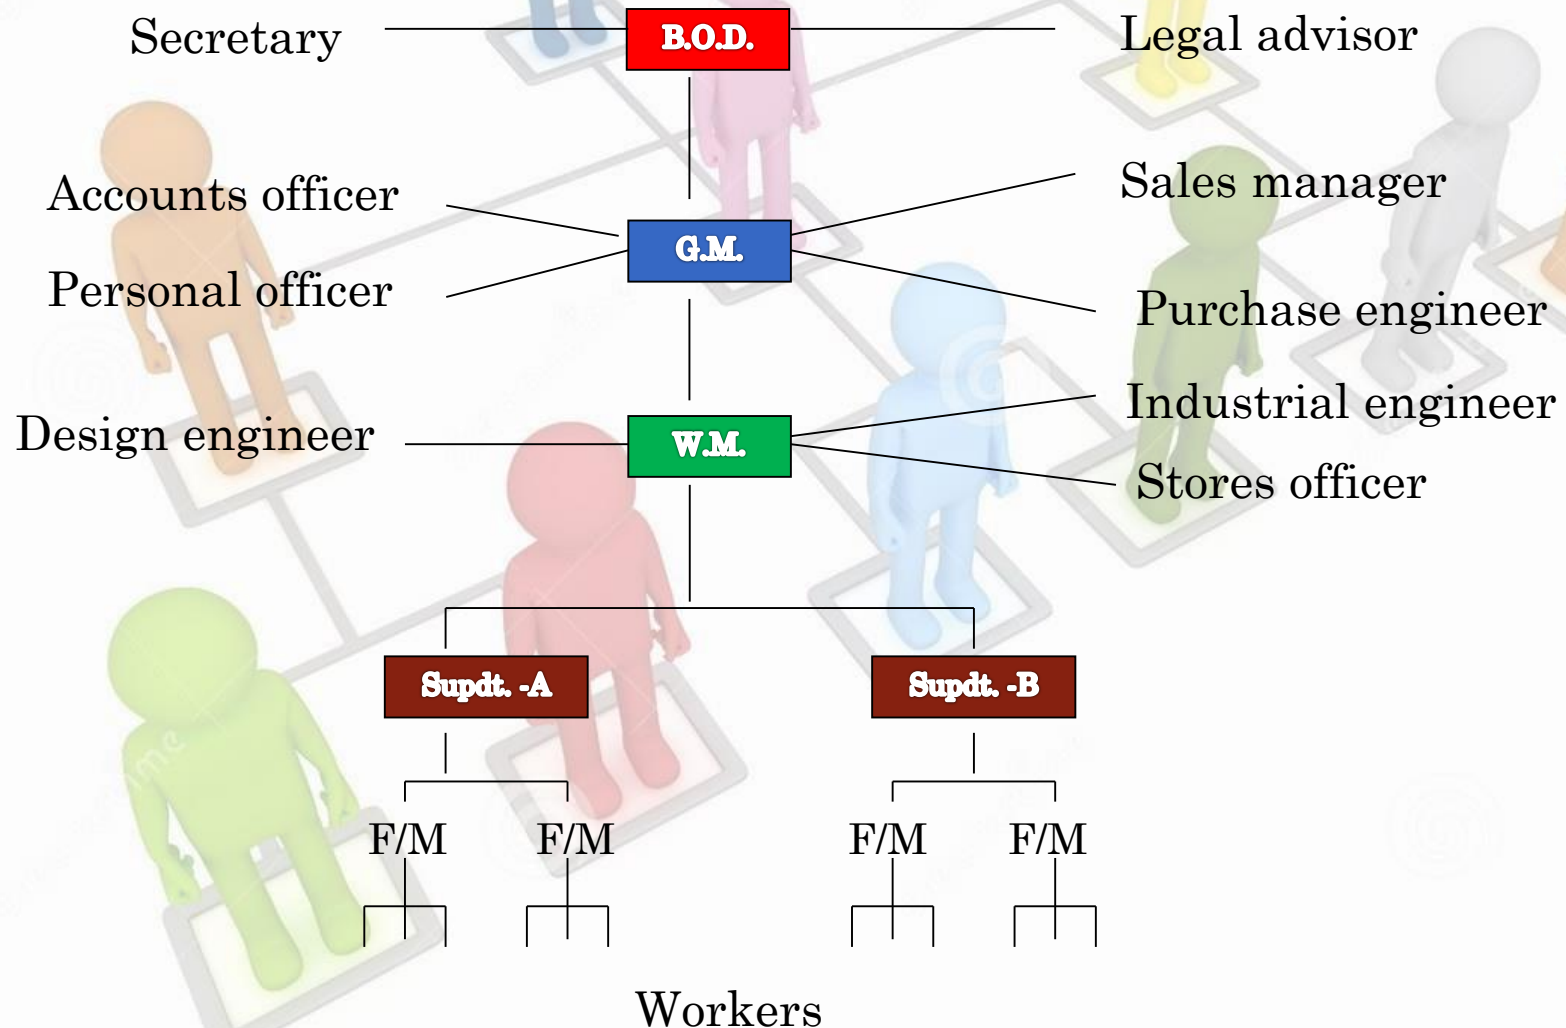 Secretary
B.O.D.
Legal advisor
Accounts officer
Sales manager
G.M.
Personal officer
Purchase engineer
Design engineer
W.M.
Industrial engineer
Stores officer
Supdt. -A
Supdt. -B
F/M F/M F/M F/M
Workers